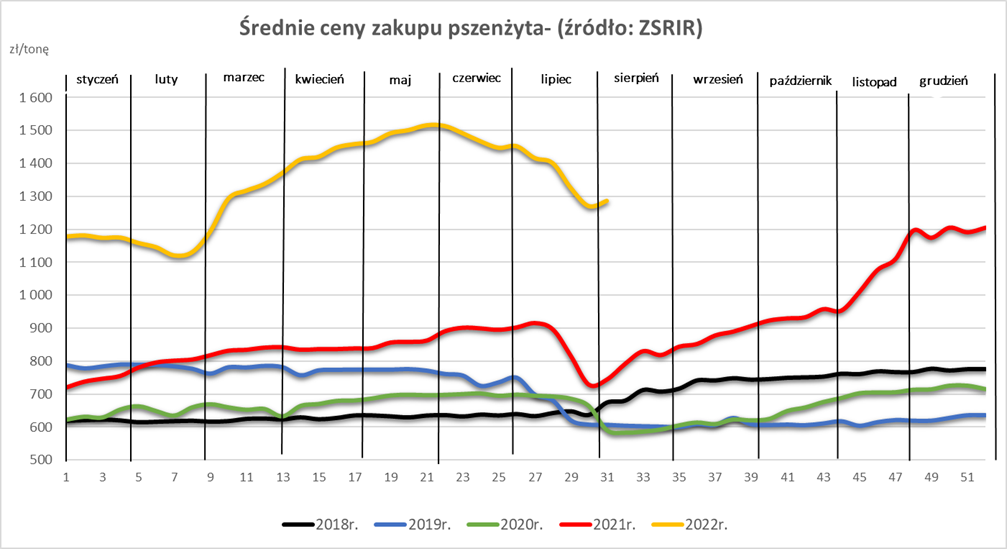 Średnie ceny zakupu pszenżyta- (źródło: ZSRIR)
zł/tonę
styczeń luty marzec kwiecień maj czerwiec lipiec sierpień wrzesień październik listopad grudzień
1 600
1 500
1 400
1 300
1 200
1 100
1 000
900
800
700
600
500
1 3 5 7 9 11 13 15 17 19 21 23 25 27 29 31 33 35 37 39 41 43 45 47 49 51
2018r. 2019r. 2020r. 2021r. 2022r.